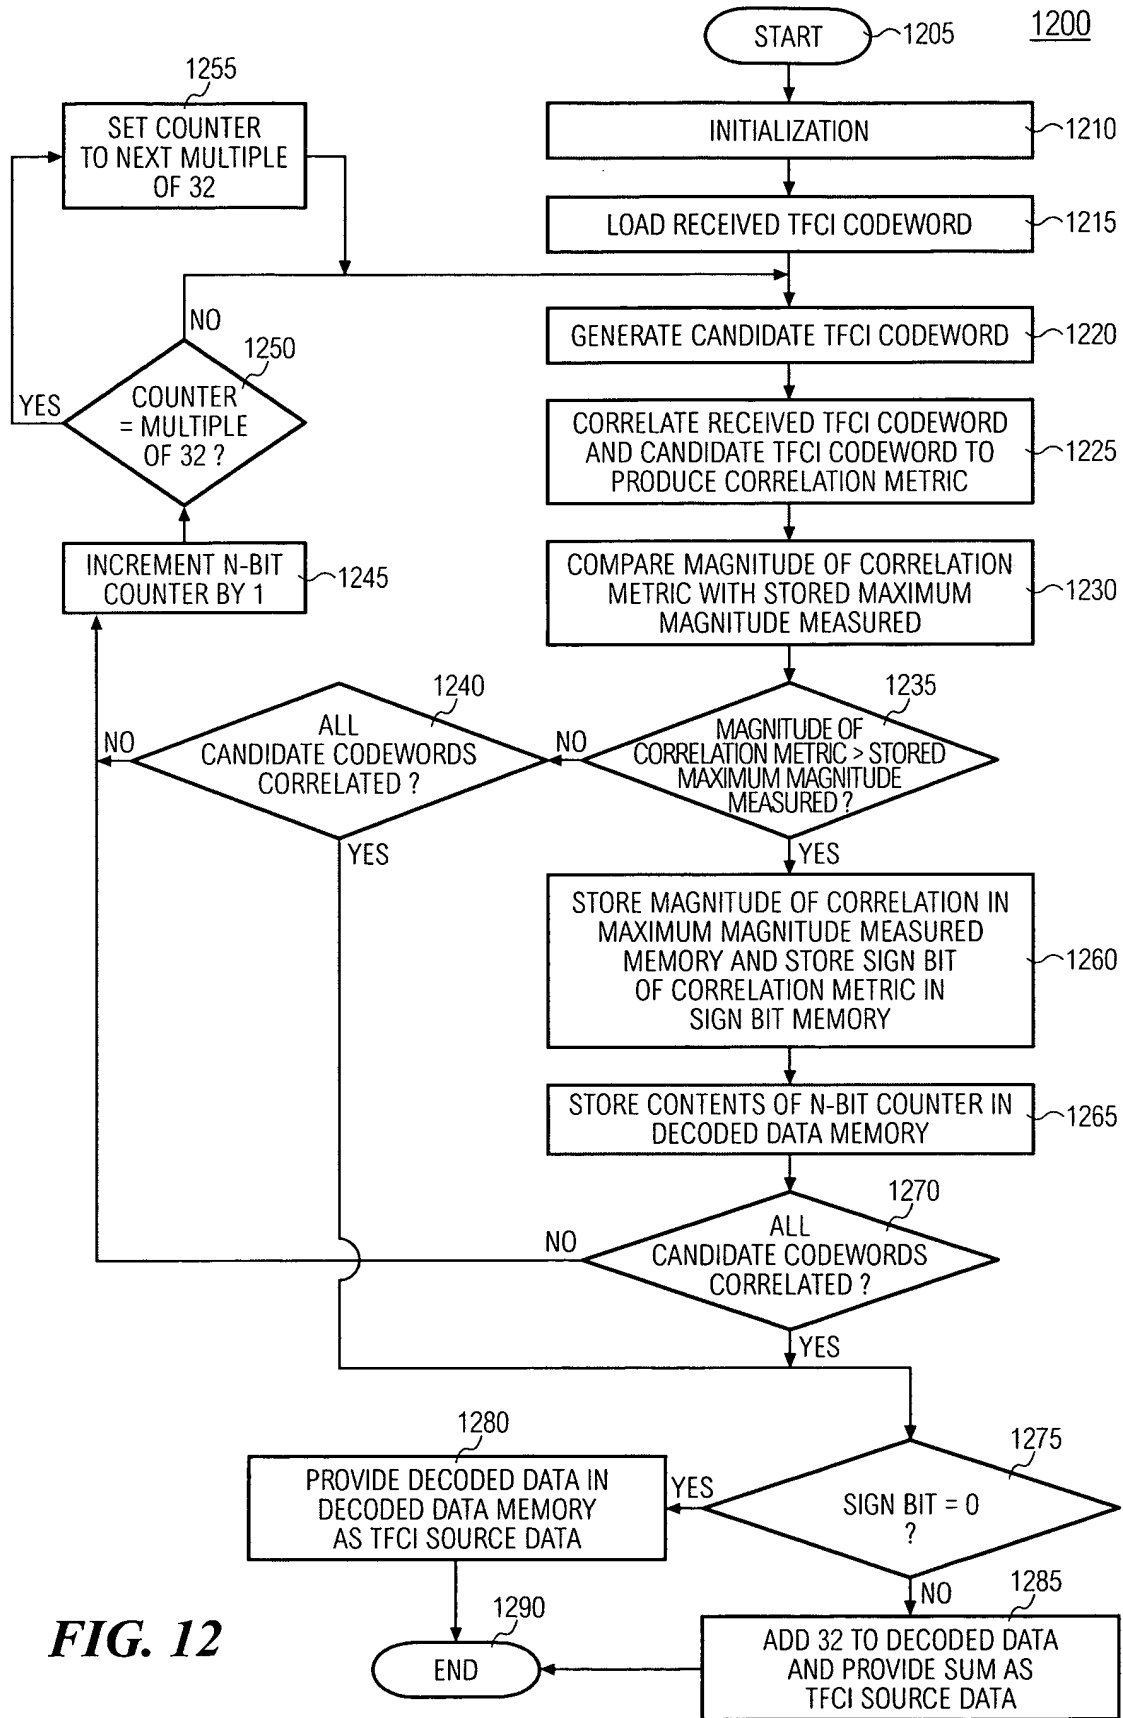 1200
START
1205
INITIALIZATION
1210
LOAD RECEIVED TFCI CODEWORD
1215
GENERATE CANDIDATE TFCI CODEWORD
1220
CORRELATE RECEIVED TFCI CODEWORD
AND CANDIDATE TFCI CODEWORD TO
PRODUCE CORRELATION METRIC
1225
COMPARE MAGNITUDE OF CORRELATION
METRIC WITH STORED MAXIMUM
MAGNITUDE MEASURED
1230
1235
MAGNITUDE OF
CORRELATION METRIC > STORED
MAXIMUM MAGNITUDE
MEASURED ?
NO
YES
1240
ALL
CANDIDATE CODEWORDS
CORRELATED ?
NO
YES
INCREMENT N-BIT
COUNTER BY 1
1245
1250
COUNTER
= MULTIPLE
OF 32 ?
NO
YES
1255
SET COUNTER
TO NEXT MULTIPLE
OF 32
STORE MAGNITUDE OF CORRELATION IN
MAXIMUM MAGNITUDE MEASURED
MEMORY AND STORE SIGN BIT
OF CORRELATION METRIC IN
SIGN BIT MEMORY
1260
STORE CONTENTS OF N-BIT COUNTER IN
DECODED DATA MEMORY
1265
1270
ALL
CANDIDATE CODEWORDS
CORRELATED ?
NO
YES
1275
SIGN BIT = 0
?
YES
NO
1280
PROVIDE DECODED DATA IN
DECODED DATA MEMORY
AS TFCI SOURCE DATA
1285
ADD 32 TO DECODED DATA
AND PROVIDE SUM AS
TFCI SOURCE DATA
1290
END
FIG. 12